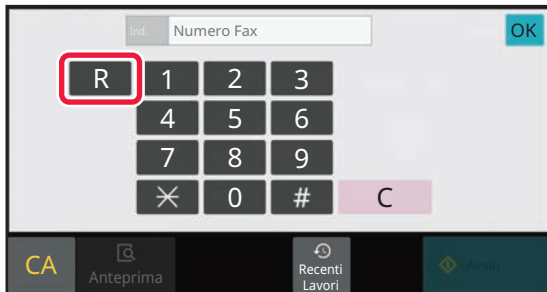 Ind. Numero Fax OK
R 1 2 3
4 5 6
7 8 9
* 0 # C
CA Anteprima Recenti Lavori Avvio